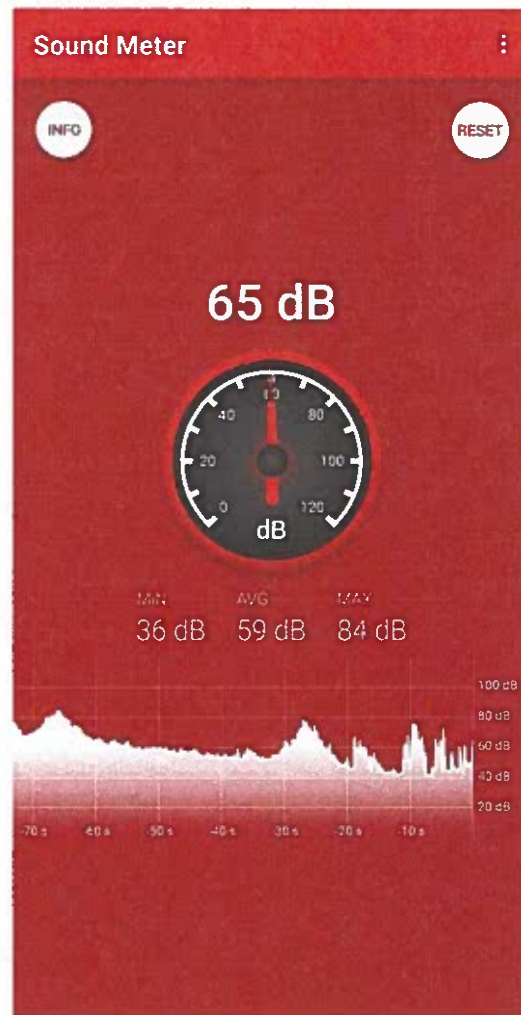 Sound Meter
INFO
RESET
65 dB
60
40
80
20
100
0
120
dB
MIN AVG MAX
36 dB 59 dB 84 dB
100 dB
80 dB
60 dB
40 dB
20 dB
-70 s -60 s -50 s -40 s -30 s -20 s -10 s